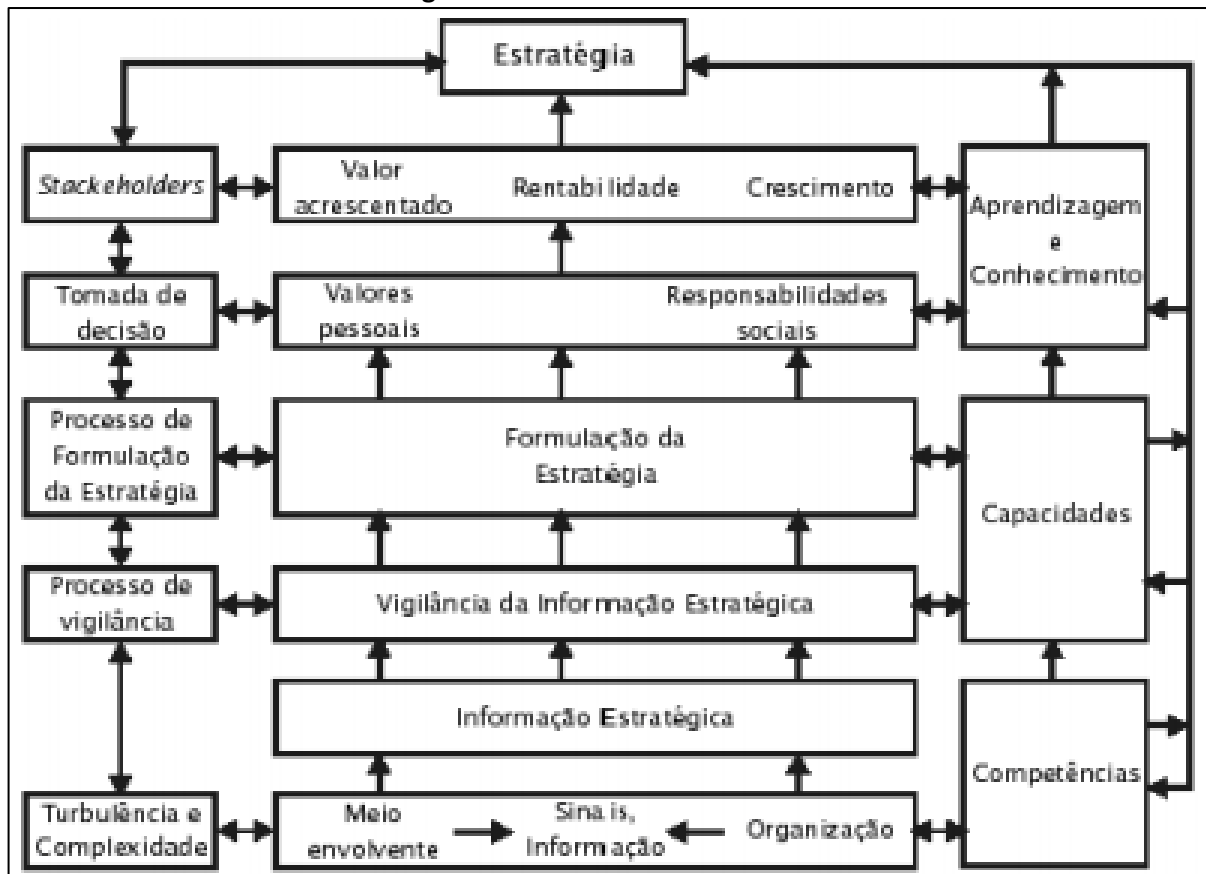 Estratégia
Stackeholders
Valor
acrescentado
Rentabilidade
Crescimento
Aprendizagem
e
Conhecimento
Tomada de
decisão
Valores
pessoais
Responsabilidades
sociais
Processo de
Formulação
da Estratégia
Formulação da
Estratégia
Capacidades
Processo de
vigilância
Vigilância da Informação Estratégica
Informação Estratégica
Competências
Turbulência e
Complexidade
Meio
envolvente
Sinais,
Informação
Organização